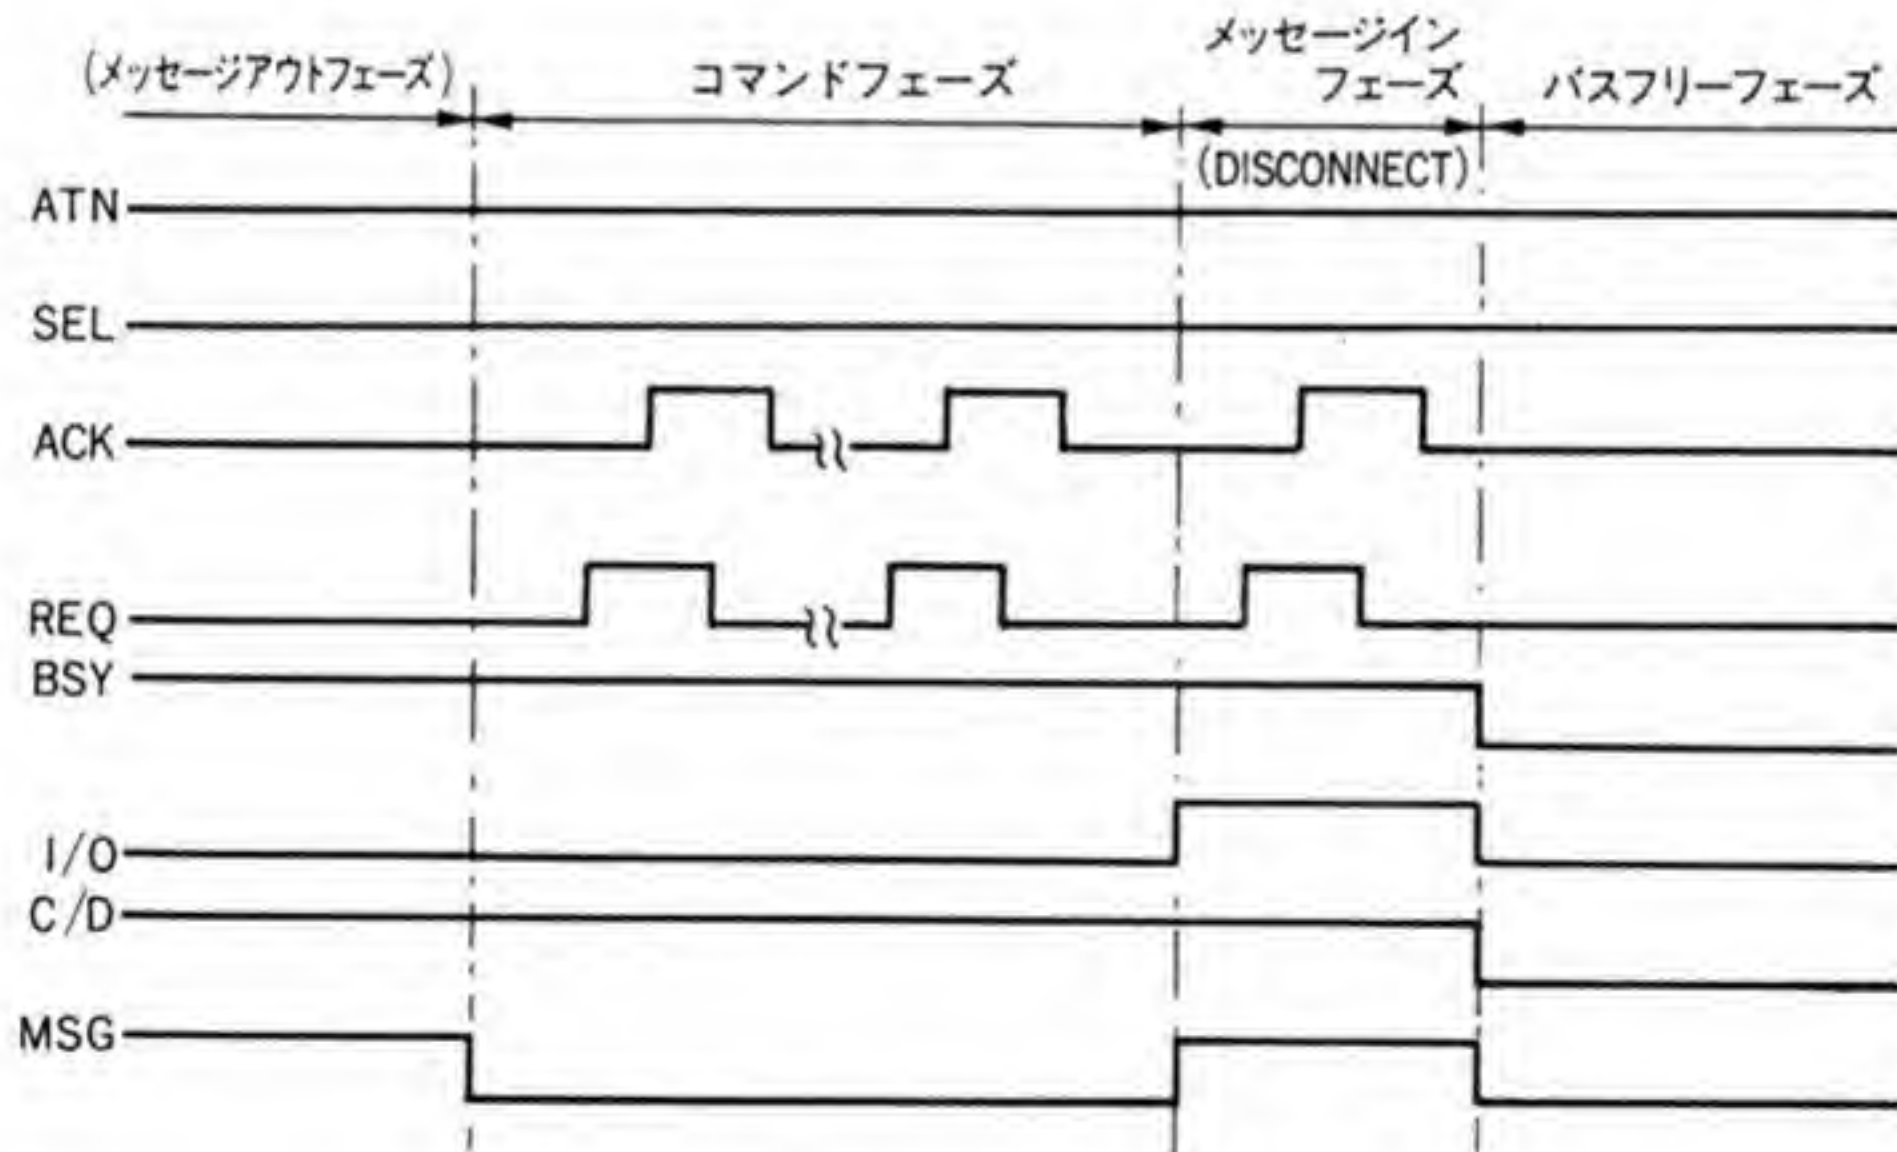 (メッセージアウトフェーズ)
コマンドフェーズ
メッセージイン
フェーズ
バスフリーフェーズ
(DISCONNECT)
ATN
SEL
ACK
REQ
BSY
I/O
C/D
MSG